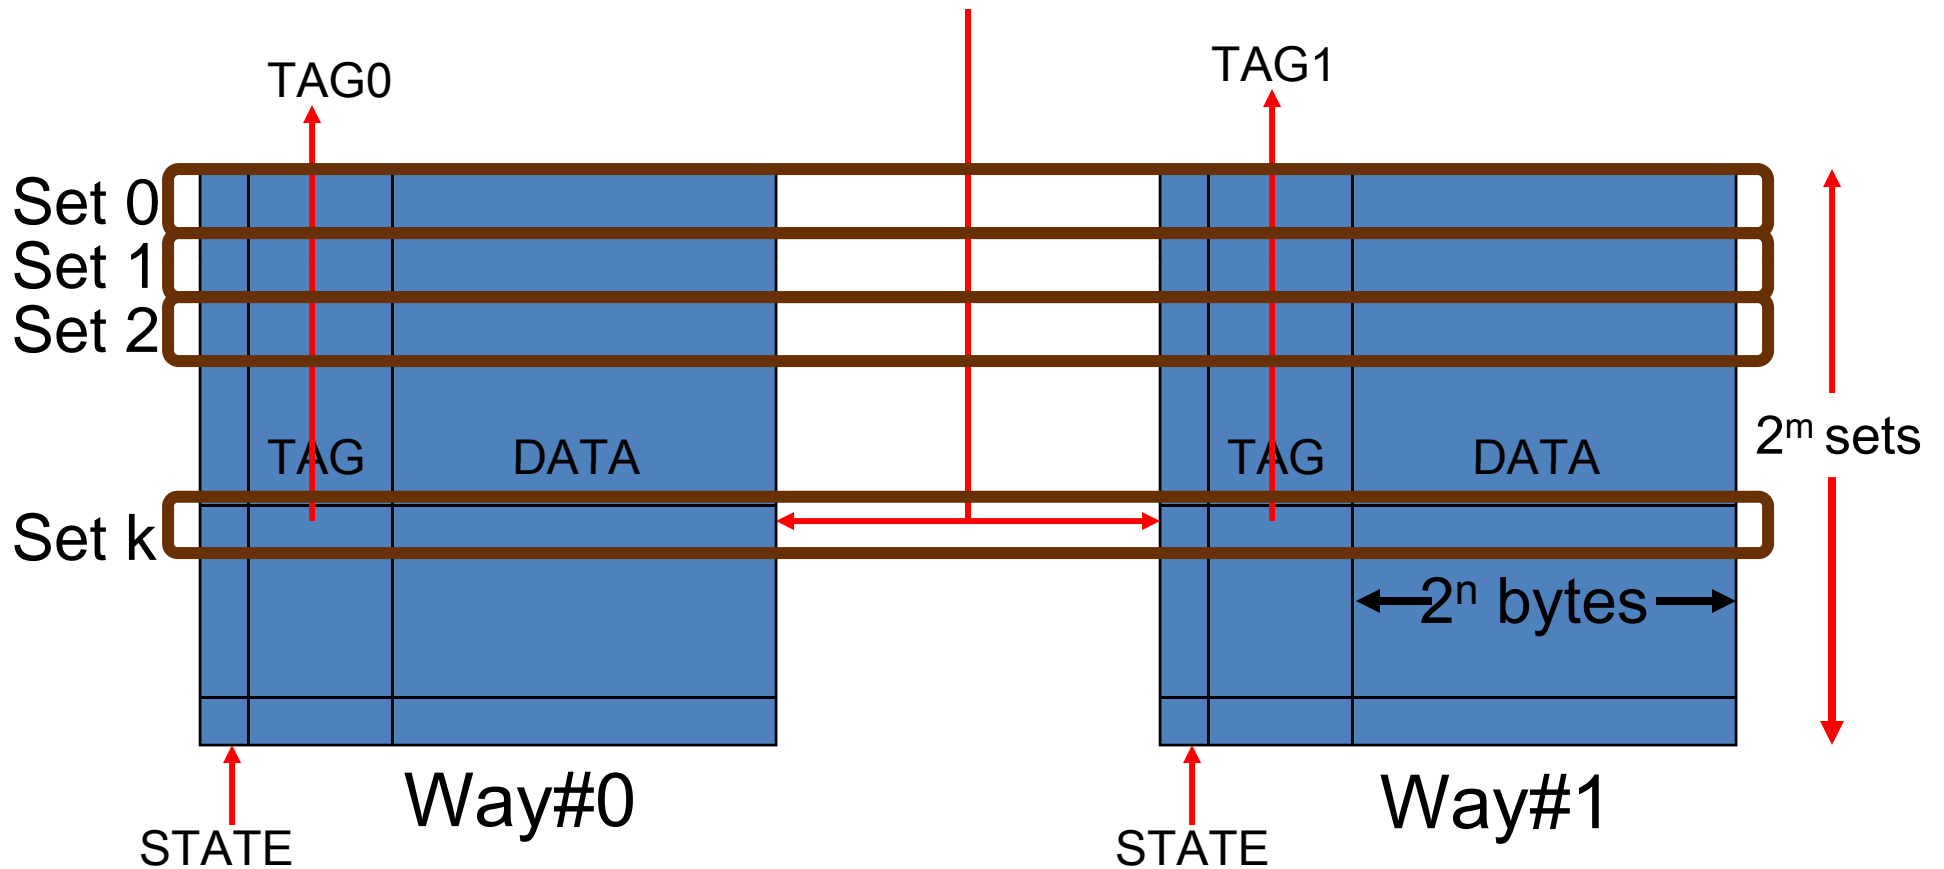 TAG0
TAG1
Set 0
Set 1
Set 2
TAG
DATA
TAG
DATA
2ᵐ sets
Set k
2ⁿ bytes
Way#0
Way#1
STATE
STATE